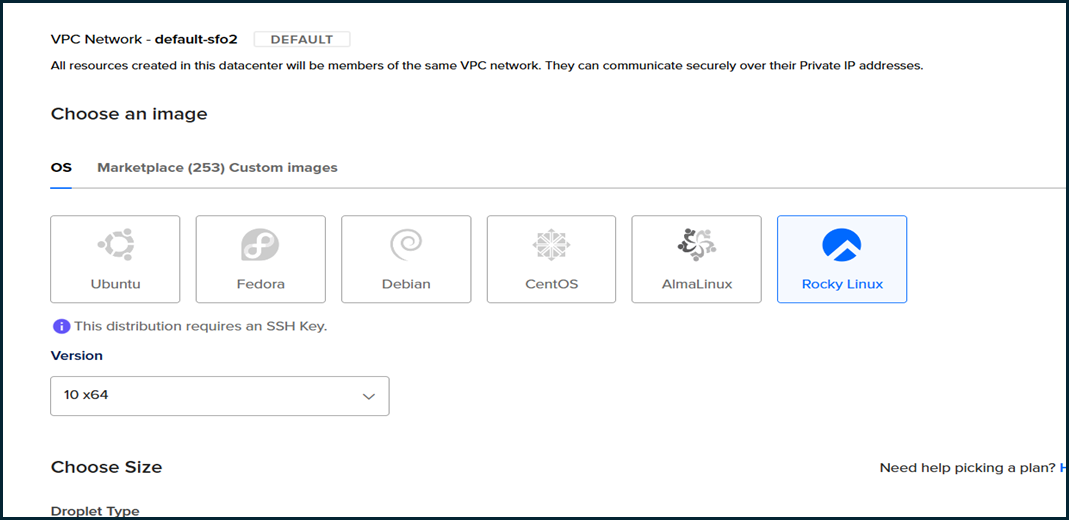 VPC Network - default-sfo2 DEFAULT
All resources created in this datacenter will be members of the same VPC network. They can communicate securely over their Private IP addresses.
Choose an image
OS Marketplace (253) Custom images
Ubuntu Fedora Debian CentOS AlmaLinux Rocky Linux
This distribution requires an SSH Key.
Version
10 x64
Choose Size
Need help picking a plan?
Droplet Type